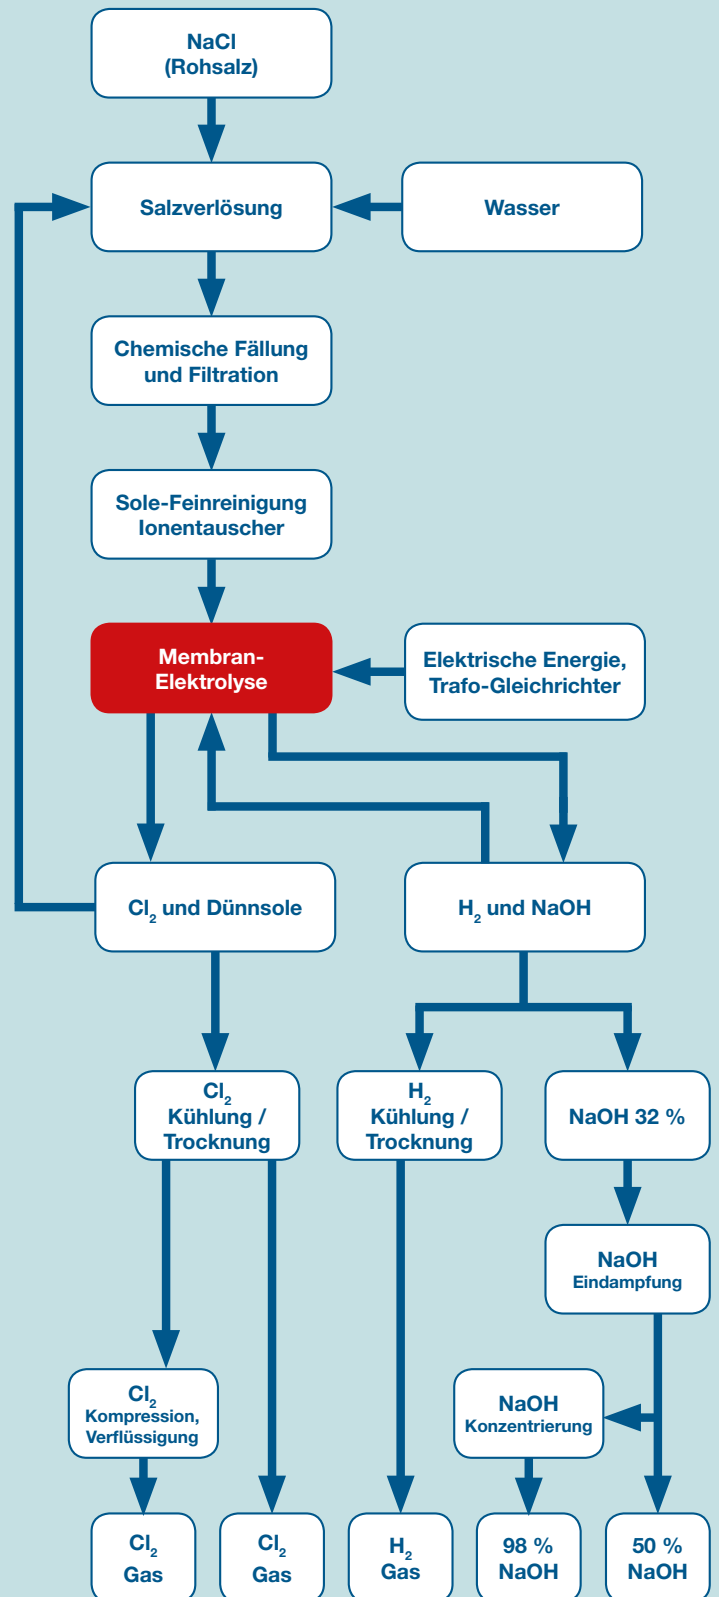 NaCl
(Rohsalz)
Salzverlösung
Wasser
Chemische Fällung
und Filtration
Sole-Feinreinigung
Ionentauscher
Membran-
Elektrolyse
Elektrische Energie,
Trafo-Gleichrichter
Cl₂ und Dünnsole
H₂ und NaOH
Cl₂
Kühlung /
Trocknung
H₂
Kühlung /
Trocknung
NaOH 32 %
NaOH
Eindampfung
Cl₂
Kompression,
Verflüssigung
NaOH
Konzentrierung
Cl₂
Gas
Cl₂
Gas
H₂
Gas
98 %
NaOH
50 %
NaOH